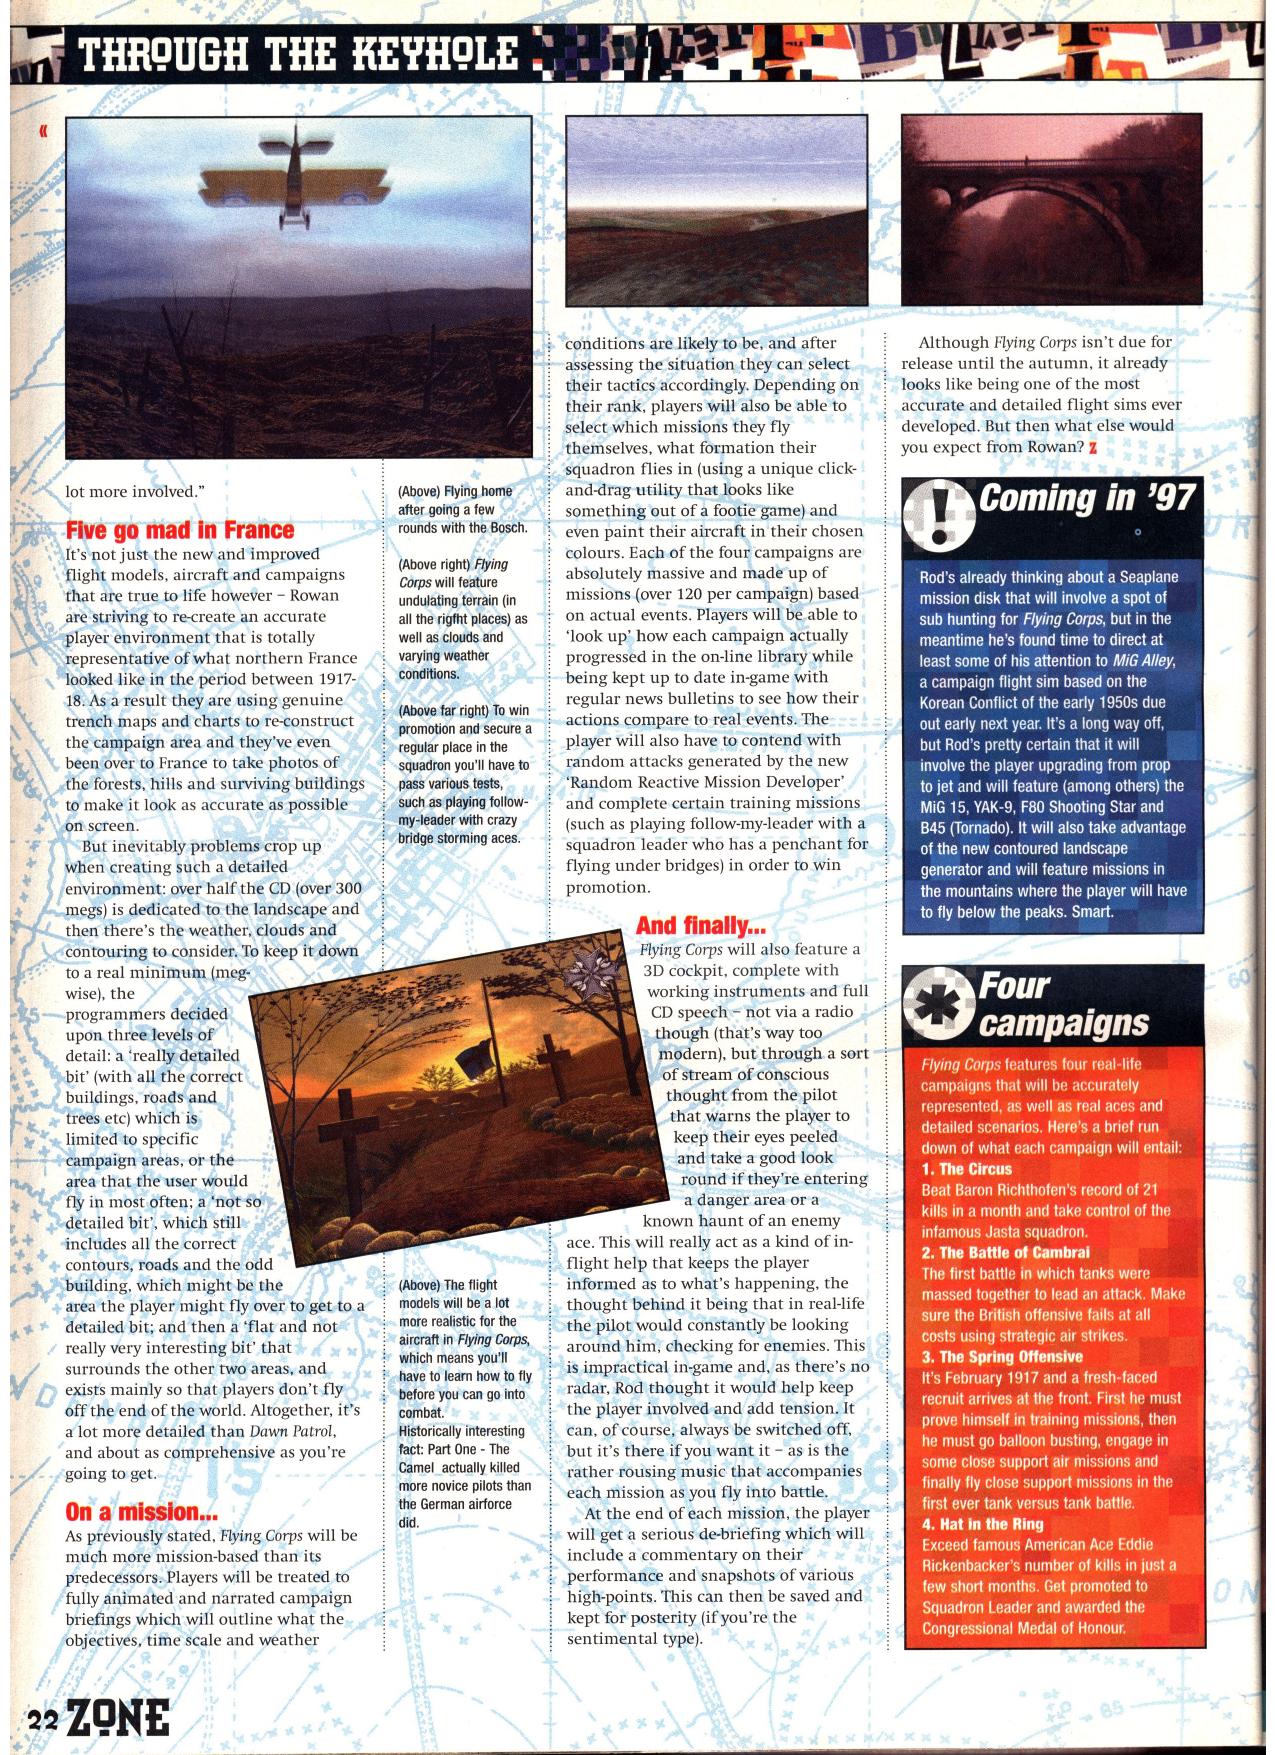 THROUGH THE KEYHOLE
«
lot more involved.”
Five go mad in France
It’s not just the new and improved
flight models, aircraft and campaigns
that are true to life however – Rowan
are striving to re-create an accurate
player environment that is totally
representative of what northern France
looked like in the period between 1917-
18. As a result they are using genuine
trench maps and charts to re-construct
the campaign area and they’ve even
been over to France to take photos of
the forests, hills and surviving buildings
to make it look as accurate as possible
on screen.
But inevitably problems crop up
when creating such a detailed
environment: over half the CD (over 300
megs) is dedicated to the landscape and
then there’s the weather, clouds and
contouring to consider. To keep it down
to a real minimum (meg-
wise), the
programmers decided
upon three levels of
detail: a ‘really detailed
bit’ (with all the correct
buildings, roads and
trees etc) which is
limited to specific
campaign areas, or the
area that the user would
fly in most often; a ‘not so
detailed bit’, which still
includes all the correct
contours, roads and the odd
building, which might be the
area the player might fly over to get to a
detailed bit; and then a ‘flat and not
really very interesting bit’ that
surrounds the other two areas, and
exists mainly so that players don’t fly
off the end of the world. Altogether, it’s
a lot more detailed than Dawn Patrol,
and about as comprehensive as you’re
going to get.
On a mission...
As previously stated, Flying Corps will be
much more mission-based than its
predecessors. Players will be treated to
fully animated and narrated campaign
briefings which will outline what the
objectives, time scale and weather
(Above) Flying home
after going a few
rounds with the Bosch.
(Above right) Flying
Corps will feature
undulating terrain (in
all the rigfht places) as
well as clouds and
varying weather
conditions.
(Above far right) To win
promotion and secure a
regular place in the
squadron you’ll have to
pass various tests,
such as playing follow-
my-leader with crazy
bridge storming aces.
(Above) The flight
models will be a lot
more realistic for the
aircraft in Flying Corps,
which means you’ll
have to learn how to fly
before you can go into
combat.
Historically interesting
fact: Part One - The
Camel actually killed
more novice pilots than
the German airforce
did.
conditions are likely to be, and after
assessing the situation they can select
their tactics accordingly. Depending on
their rank, players will also be able to
select which missions they fly
themselves, what formation their
squadron flies in (using a unique click-
and-drag utility that looks like
something out of a footie game) and
even paint their aircraft in their chosen
colours. Each of the four campaigns are
absolutely massive and made up of
missions (over 120 per campaign) based
on actual events. Players will be able to
‘look up’ how each campaign actually
progressed in the on-line library while
being kept up to date in-game with
regular news bulletins to see how their
actions compare to real events. The
player will also have to contend with
random attacks generated by the new
‘Random Reactive Mission Developer’
and complete certain training missions
(such as playing follow-my-leader with a
squadron leader who has a penchant for
flying under bridges) in order to win
promotion.
And finally...
Flying Corps will also feature a
3D cockpit, complete with
working instruments and full
CD speech – not via a radio
though (that’s way too
modern), but through a sort
of stream of conscious
thought from the pilot
that warns the player to
keep their eyes peeled
and take a good look
round if they’re entering
a danger area or a
known haunt of an enemy
ace. This will really act as a kind of in-
flight help that keeps the player
informed as to what’s happening, the
thought behind it being that in real-life
the pilot would constantly be looking
around him, checking for enemies. This
is impractical in-game and, as there’s no
radar, Rod thought it would help keep
the player involved and add tension. It
can, of course, always be switched off,
but it’s there if you want it – as is the
rather rousing music that accompanies
each mission as you fly into battle.
At the end of each mission, the player
will get a serious de-briefing which will
include a commentary on their
performance and snapshots of various
high-points. This can then be saved and
kept for posterity (if you’re the
sentimental type).
Although Flying Corps isn’t due for
release until the autumn, it already
looks like being one of the most
accurate and detailed flight sims ever
developed. But then what else would
you expect from Rowan? Z
Coming in ’97
Rod’s already thinking about a Seaplane
mission disk that will involve a spot of
sub hunting for Flying Corps, but in the
meantime he’s found time to direct at
least some of his attention to MiG Alley,
a campaign flight sim based on the
Korean Conflict of the early 1950s due
out early next year. It’s a long way off,
but Rod’s pretty certain that it will
involve the player upgrading from prop
to jet and will feature (among others) the
MiG 15, YAK-9, F80 Shooting Star and
B45 (Tornado). It will also take advantage
of the new contoured landscape
generator and will feature missions in
the mountains where the player will have
to fly below the peaks. Smart.
Four
campaigns
Flying Corps features four real-life
campaigns that will be accurately
represented, as well as real aces and
detailed scenarios. Here’s a brief run
down of what each campaign will entail:
1. The Circus
Beat Baron Richthofen’s record of 21
kills in a month and take control of the
infamous Jasta squadron.
2. The Battle of Cambrai
The first battle in which tanks were
massed together to lead an attack. Make
sure the British offensive fails at all
costs using strategic air strikes.
3. The Spring Offensive
It’s February 1917 and a fresh-faced
recruit arrives at the front. First he must
prove himself in training missions, then
he must go balloon busting, engage in
some close support air missions and
finally fly close support missions in the
first ever tank versus tank battle.
4. Hat in the Ring
Exceed famous American Ace Eddie
Rickenbacker’s number of kills in just a
few short months. Get promoted to
Squadron Leader and awarded the
Congressional Medal of Honour.
22 ZONE